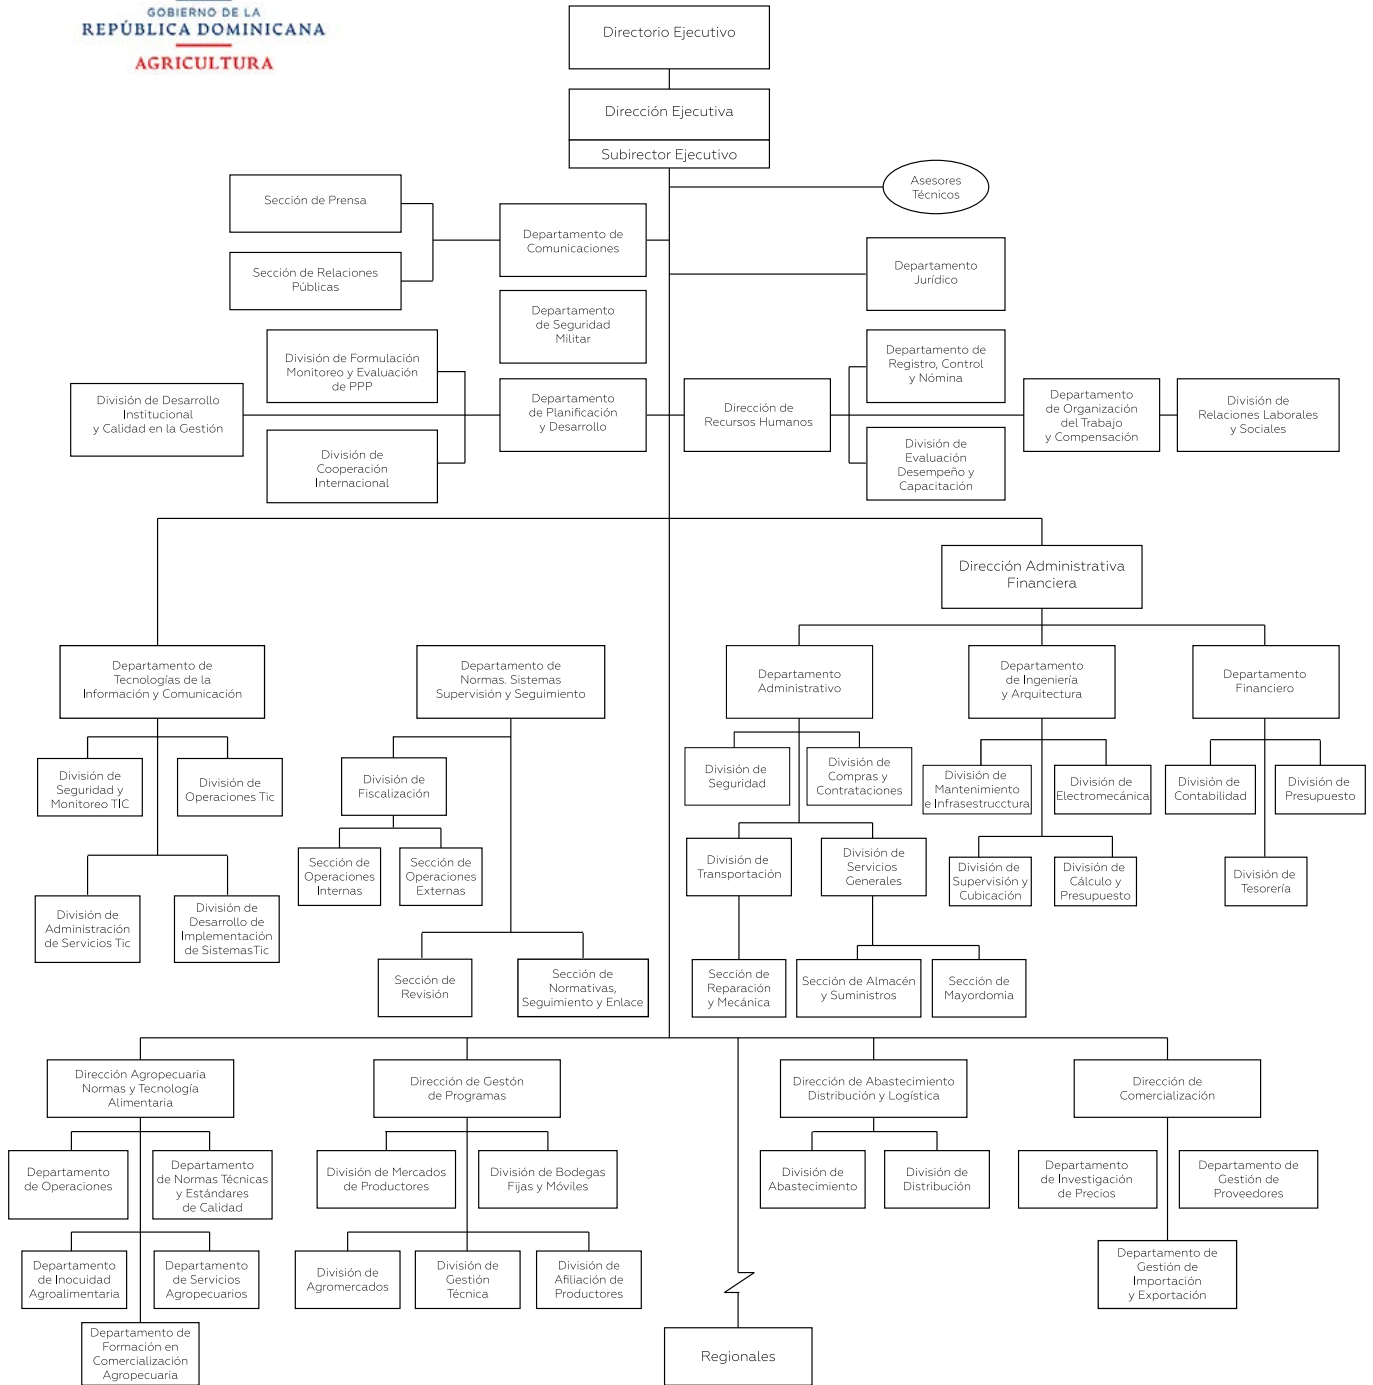 GOBIERNO DE LA
REPÚBLICA DOMINICANA
AGRICULTURA
Directorio Ejecutivo
Dirección Ejecutiva
Subirector Ejecutivo
Asesores
Técnicos
Sección de Prensa
Departamento de
Comunicaciones
Sección de Relaciones
Públicas
Departamento
Jurídico
Departamento
de Seguridad
Militar
División de Formulación
Monitoreo y Evaluación
de PPP
Departamento de
Registro, Control
y Nómina
División de Desarrollo
Institucional
y Calidad en la Gestión
Departamento
de Planificación
y Desarrollo
Dirección de
Recursos Humanos
Departamento
de Organización
del Trabajo
y Compensación
División de
Relaciones Laborales
y Sociales
División de
Cooperación
Internacional
División de
Evaluación
Desempeño y
Capacitación
Dirección Administrativa
Financiera
Departamento de
Tecnologías de la
Información y Comunicación
Departamento de
Normas. Sistemas
Supervisión y Seguimiento
Departamento
Administrativo
Departamento
de Ingeniería
y Arquitectura
Departamento
Financiero
División de
Seguridad y
Monitoreo TIC
División de
Operaciones Tic
División de
Fiscalización
División de
Seguridad
División de
Compras y
Contrataciones
División de
Mantenimiento
e Infrasestrucctura
División de
Electromecánica
División de
Contabilidad
División de
Presupuesto
Sección de
Operaciones
Internas
Sección de
Operaciones
Externas
División de
Transportación
División de
Servicios
Generales
División de
Supervisión y
Cubicación
División de
Cálculo y
Presupuesto
División de
Tesorería
División de
Administración
de Servicios Tic
División de
Desarrollo de
Implementación
de SistemasTic
Sección de
Revisión
Sección de
Normativas,
Seguimiento y Enlace
Sección de
Reparación
y Mecánica
Sección de Almacén
y Suministros
Sección de
Mayordomia
Dirección Agropecuaria
Normas y Tecnología
Alimentaria
Dirección de Gestón
de Programas
Dirección de Abastecimiento
Distribución y Logística
Dirección de
Comercialización
Departamento
de Operaciones
Departamento
de Normas Técnicas
y Estándares
de Calidad
División de Mercados
de Productores
División de Bodegas
Fijas y Móviles
División de
Abastecimiento
División de
Distribución
Departamento
de Investigación
de Precios
Departamento de
Gestión de
Proveedores
Departamento
de Inocuidad
Agroalimentaria
Departamento
de Servicios
Agropecuarios
División de
Agromercados
División de
Gestión
Técnica
División de
Afiliación de
Productores
Departamento de
Gestión de
Importación
y Exportación
Departamento de
Formación en
Comercialización
Agropecuaria
Regionales